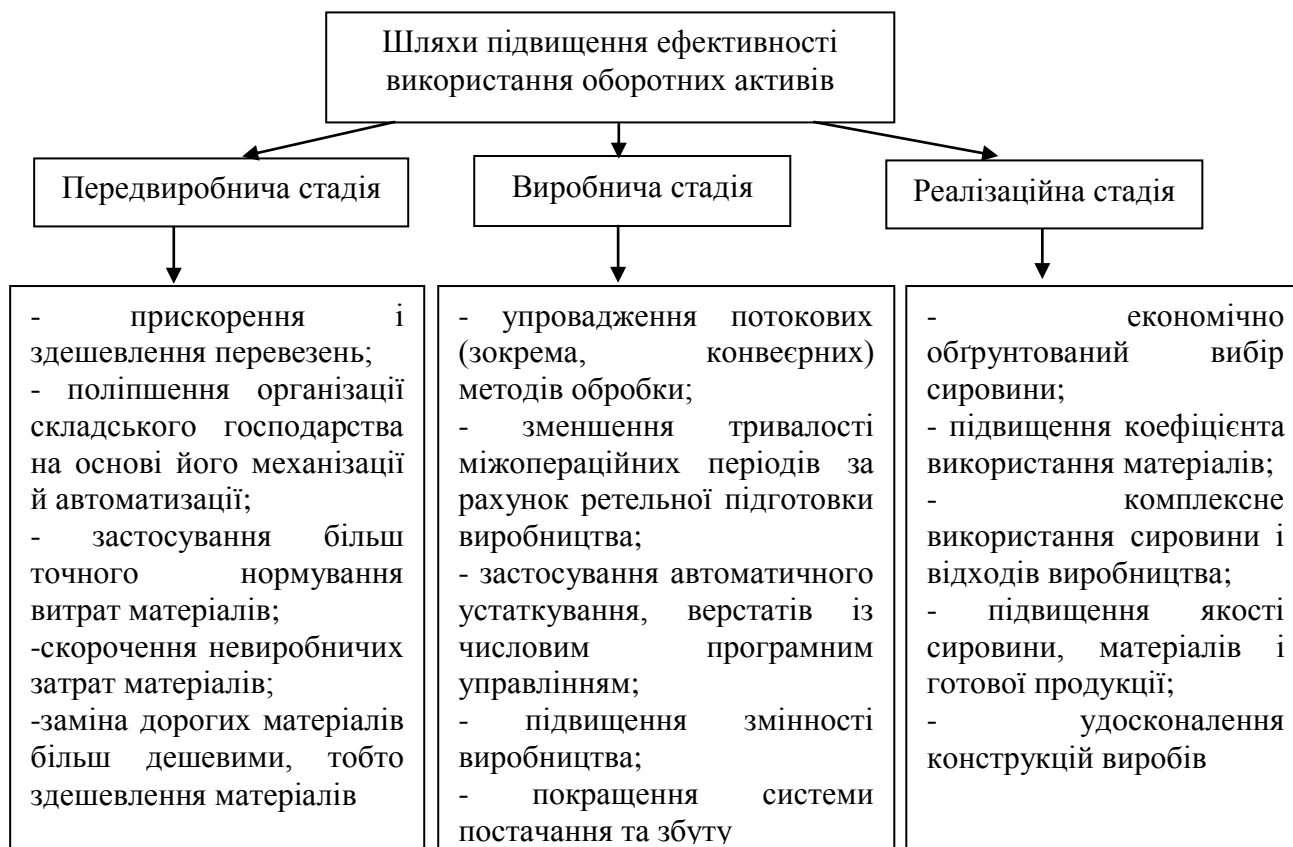 Шляхи підвищення ефективності
використання оборотних активів
Передвиробнича стадія
Виробнича стадія
Реалізаційна стадія
- прискорення і
здешевлення перевезень;
- поліпшення організації
складського господарства
на основі його механізації
й автоматизації;
- застосування більш
точного нормування
витрат матеріалів;
-скорочення невиробничих
затрат матеріалів;
-заміна дорогих матеріалів
більш дешевими, тобто
здешевлення матеріалів
- упровадження потокових
(зокрема, конвеєрних)
методів обробки;
- зменшення тривалості
міжопераційних періодів за
рахунок ретельної підготовки
виробництва;
- застосування автоматичного
устаткування, верстатів із
числовим програмним
управлінням;
- підвищення змінності
виробництва;
- покращення системи
постачання та збуту
- економічно
обґрунтований вибір
сировини;
- підвищення коефіцієнта
використання матеріалів;
- комплексне
використання сировини і
відходів виробництва;
- підвищення якості
сировини, матеріалів і
готової продукції;
- удосконалення
конструкцій виробів